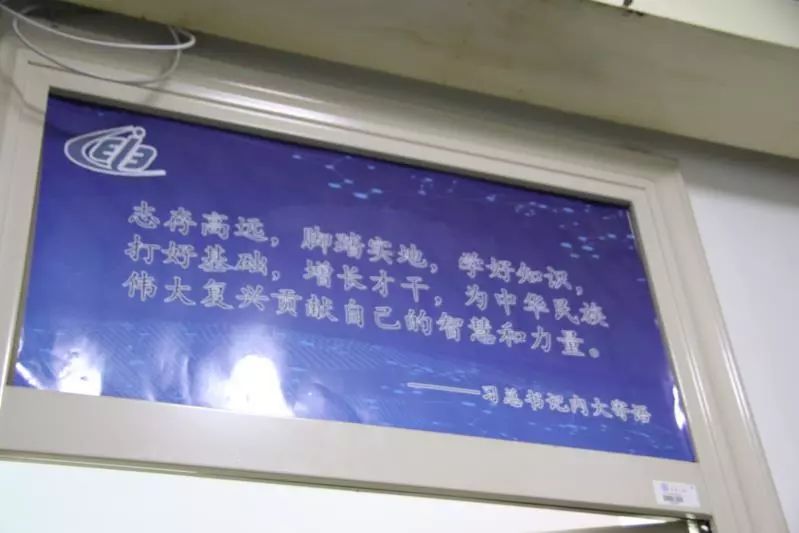 志存高远，脚踏实地，学好知识，
打好基础，增长才干，为中华民族
伟大复兴贡献自己的智慧和力量。
——习总书记内大寄语